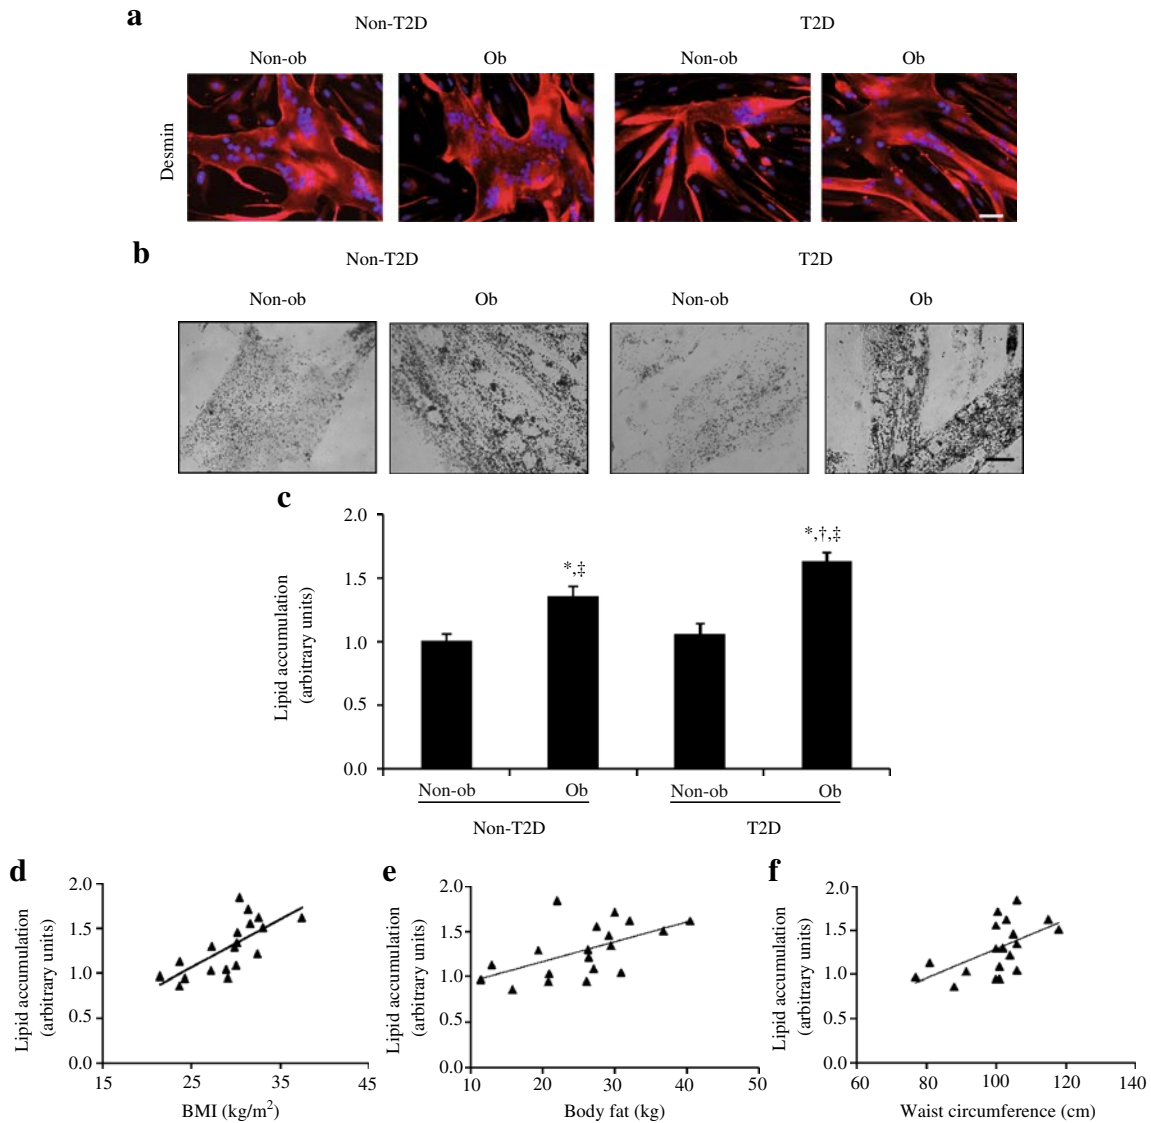 a
Non-T2D T2D
Non-ob Ob Non-ob Ob
Desmin
b
Non-T2D T2D
Non-ob Ob Non-ob Ob
c
Lipid accumulation
(arbitrary units)
2.0
1.5
1.0
0.5
0.0
*,‡
*,†,‡
Non-ob Ob Non-ob Ob
Non-T2D T2D
d
Lipid accumulation
(arbitrary units)
2.0
1.5
1.0
0.5
0.0
15 25 35 45
BMI (kg/m²)
e
Lipid accumulation
(arbitrary units)
2.0
1.5
1.0
0.5
0.0
10 20 30 40 50
Body fat (kg)
f
Lipid accumulation
(arbitrary units)
2.0
1.5
1.0
0.5
0.0
60 80 100 120 140
Waist circumference (cm)